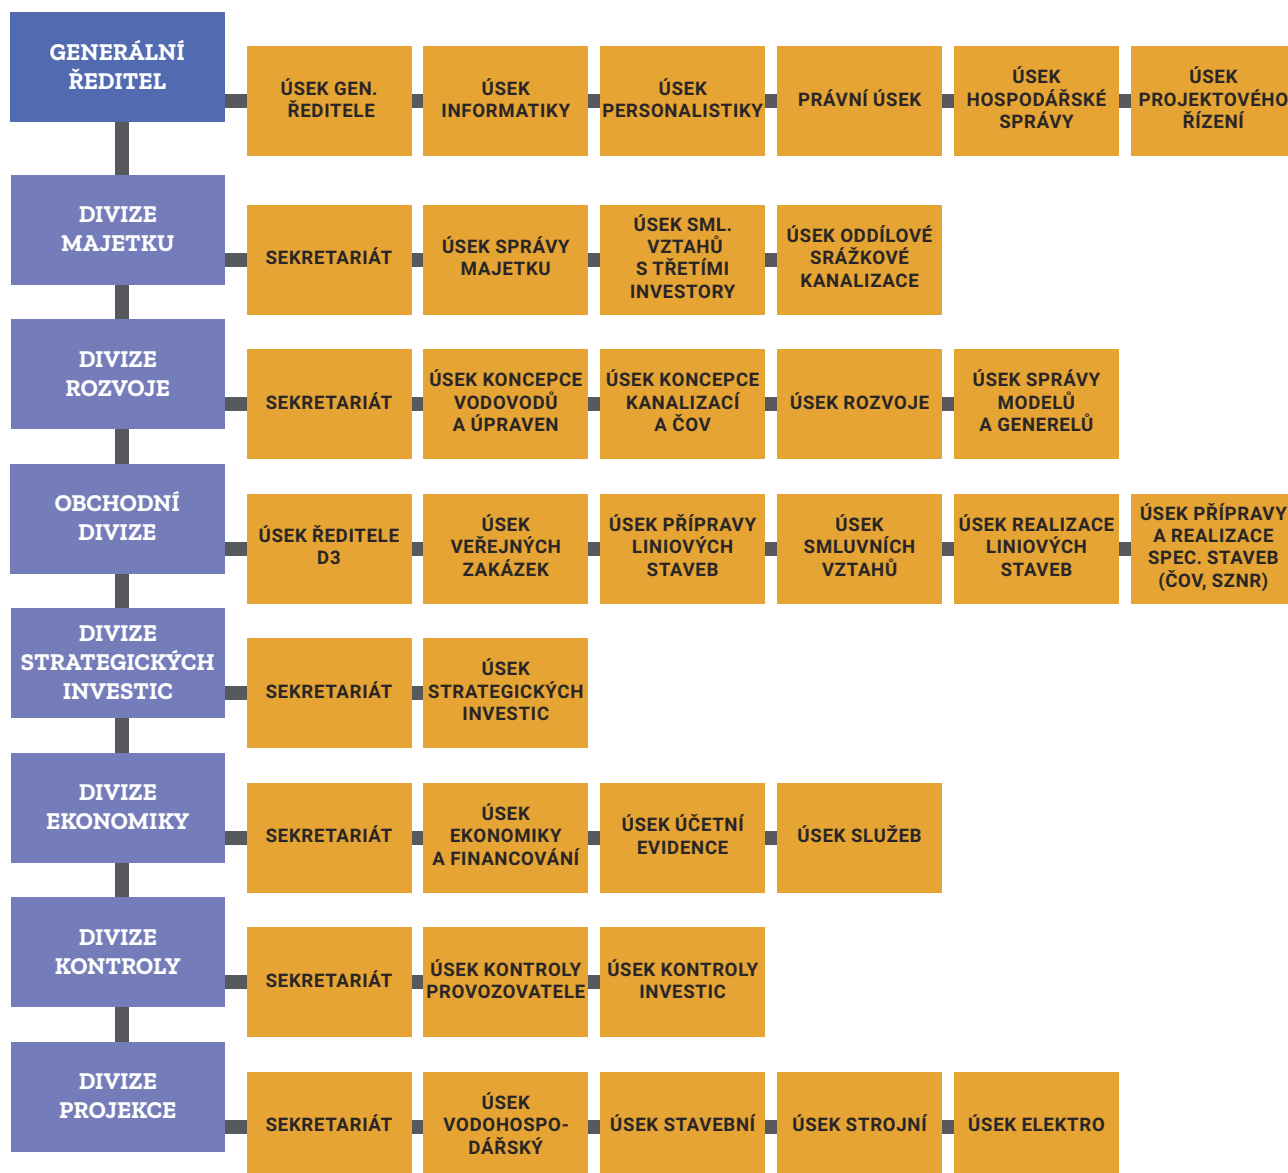 GENERÁLNÍ
ŘEDITEL
ÚSEK GEN.
ŘEDITELE
ÚSEK
INFORMATIKY
ÚSEK
PERSONALISTIKY
PRÁVNÍ ÚSEK
ÚSEK
HOSPODÁŘSKÉ
SPRÁVY
ÚSEK
PROJEKTOVÉHO
ŘÍZENÍ
DIVIZE
MAJETKU
SEKRETARIÁT
ÚSEK SPRÁVY
MAJETKU
ÚSEK SML.
VZTAHŮ
S TŘETÍMI
INVESTORY
ÚSEK ODDÍLOVÉ
SRÁŽKOVÉ
KANALIZACE
DIVIZE
ROZVOJE
SEKRETARIÁT
ÚSEK KONCEPCE
VODOVODŮ
A ÚPRAVEN
ÚSEK KONCEPCE
KANALIZACÍ
A ČOV
ÚSEK ROZVOJE
ÚSEK SPRÁVY
MODELŮ
A GENERELŮ
OBCHODNÍ
DIVIZE
ÚSEK ŘEDITELE
D3
ÚSEK
VEŘEJNÝCH
ZAKÁZEK
ÚSEK PŘÍPRAVY
LINIOVÝCH
STAVEB
ÚSEK
SMLUVNÍCH
VZTAHŮ
ÚSEK REALIZACE
LINIOVÝCH
STAVEB
ÚSEK PŘÍPRAVY
A REALIZACE
SPEC. STAVEB
(ČOV, SZNR)
DIVIZE
STRATEGICKÝCH
INVESTIC
SEKRETARIÁT
ÚSEK
STRATEGICKÝCH
INVESTIC
DIVIZE
EKONOMIKY
SEKRETARIÁT
ÚSEK
EKONOMIKY
A FINANCOVÁNÍ
ÚSEK ÚČETNÍ
EVIDENCE
ÚSEK SLUŽEB
DIVIZE
KONTROLY
SEKRETARIÁT
ÚSEK KONTROLY
PROVOZOVATELE
ÚSEK KONTROLY
INVESTIC
DIVIZE
PROJEKCE
SEKRETARIÁT
ÚSEK
VODOHOSPO-
DÁŘSKÝ
ÚSEK STAVEBNÍ
ÚSEK STROJNÍ
ÚSEK ELEKTRO